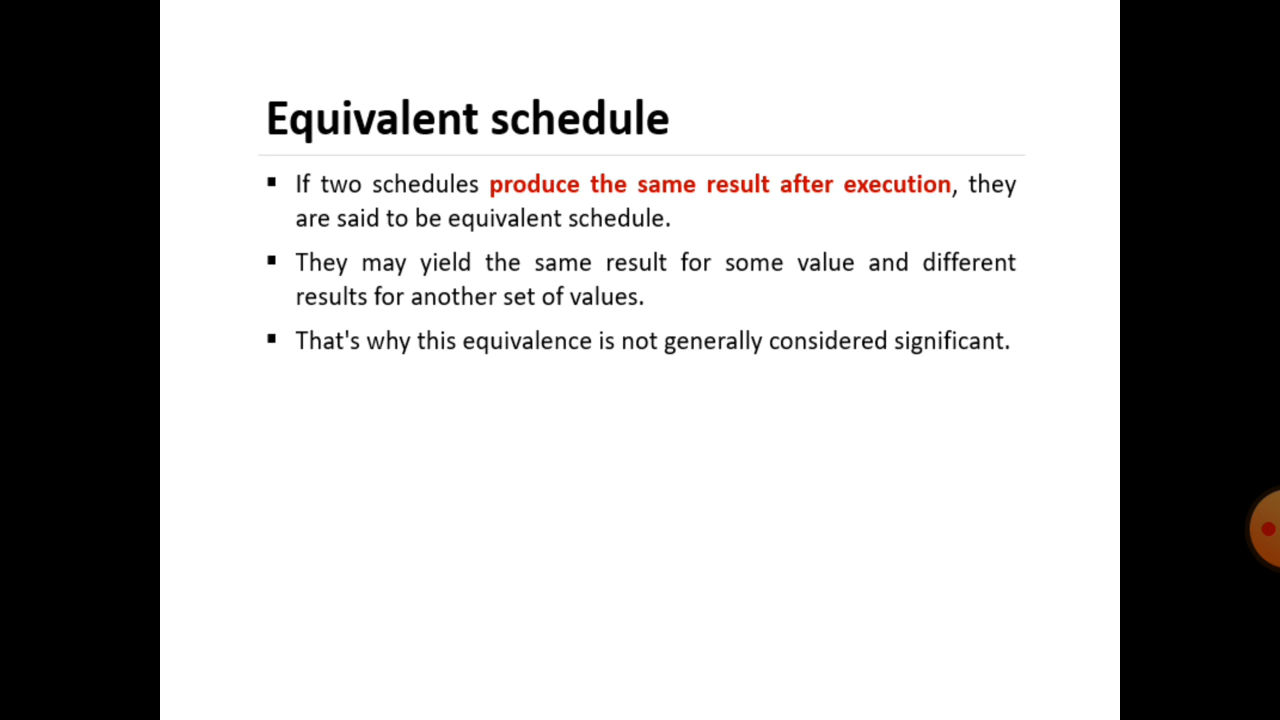 Equivalent schedule
▪ If two schedules produce the same result after execution, they
are said to be equivalent schedule.
▪ They may yield the same result for some value and different
results for another set of values.
▪ That's why this equivalence is not generally considered significant.